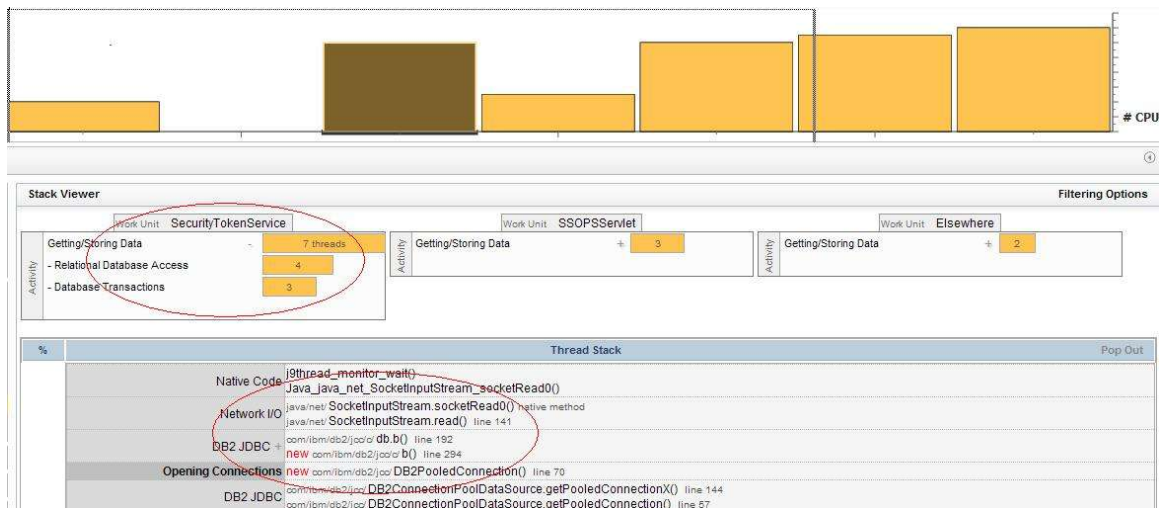 # CPU
Stack Viewer
Filtering Options
Work Unit SecurityTokenService
Work Unit SSOPSServlet
Work Unit Elsewhere
Activity
Getting/Storing Data - 7 threads
- Relational Database Access 4
- Database Transactions 3
Activity
Getting/Storing Data + 3
Activity
Getting/Storing Data + 2
% Thread Stack Pop Out
Native Code j9thread_monitor_wait()
Java_java_net_SocketInputStream_socketRead0()
Network I/O java/net/ SocketInputStream.socketRead0() native method
java/net/ SocketInputStream.read() line 141
DB2 JDBC + com/ibm/db2/jcc/c/ db.b() line 192
new com/ibm/db2/jcc/c/ b() line 294
Opening Connections new com/ibm/db2/jcc/ DB2PooledConnection() line 70
DB2 JDBC com/ibm/db2/jcc/ DB2ConnectionPoolDataSource.getPooledConnectionX() line 144
com/ibm/db2/jcc/ DB2ConnectionPoolDataSource.getPooledConnection() line 57